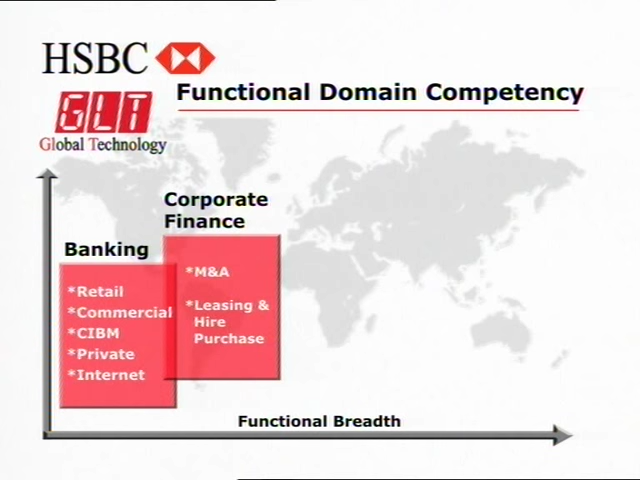 HSBC
Functional Domain Competency
GLT
Global Technology
Corporate
Finance
Banking
*M&A
*Retail
*Leasing &
*Commercial
Hire
*CIBM
Purchase
*Private
*Internet
Functional Breadth